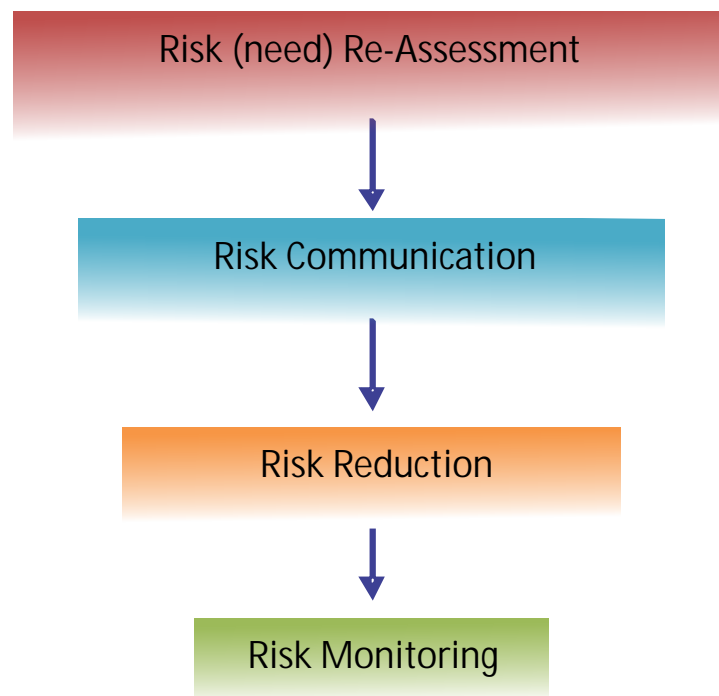 Risk (need) Re-Assessment
Risk Communication
Risk Reduction
Risk Monitoring